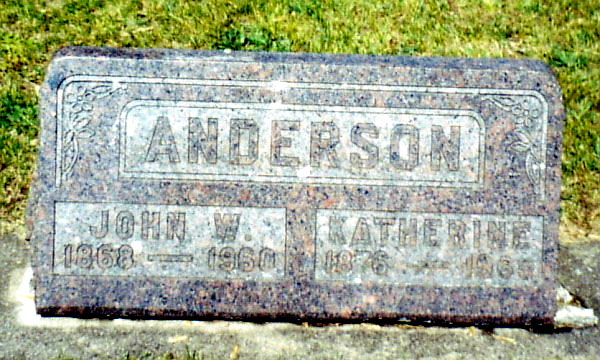 ANDERSON
JOHN W.
1868 — 1960
KATHERINE
1876 —